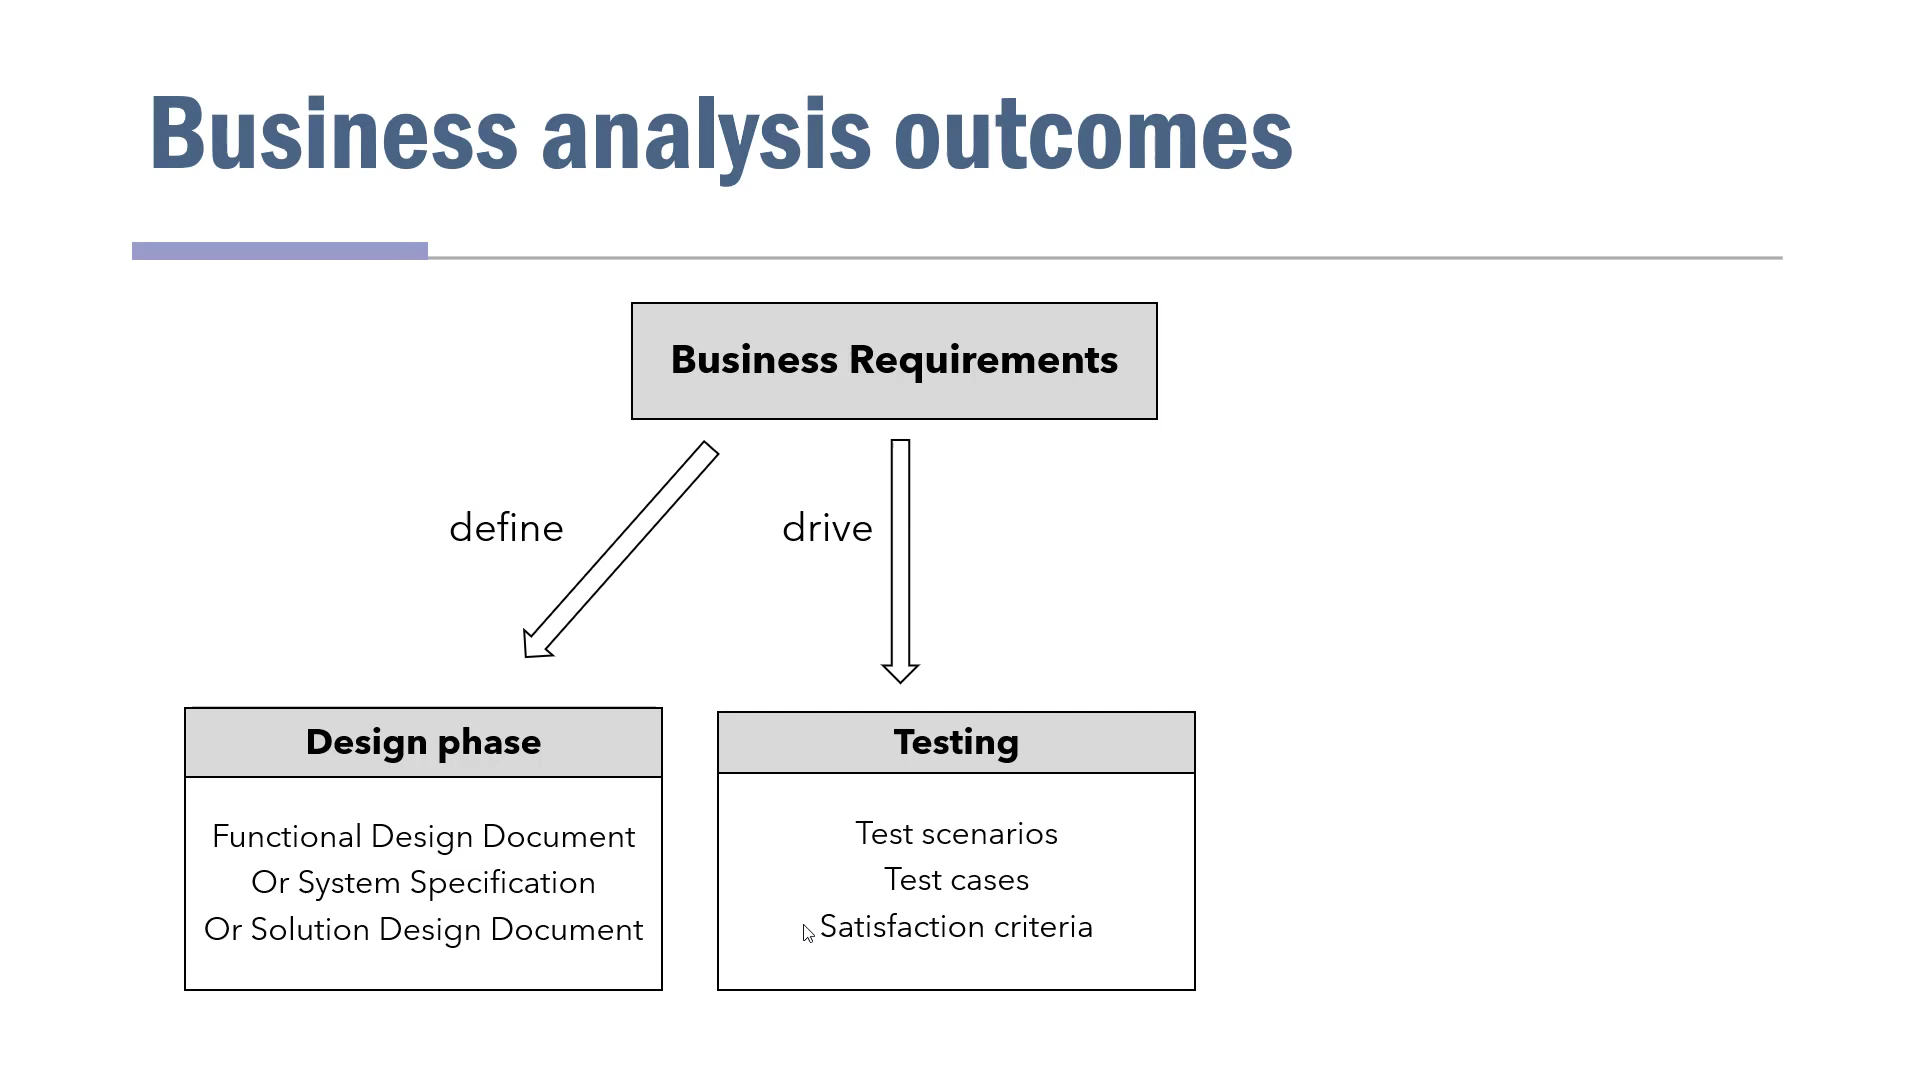 Business analysis outcomes
Business Requirements
define
drive
Design phase
Functional Design Document
Or System Specification
Or Solution Design Document
Testing
Test scenarios
Test cases
Satisfaction criteria